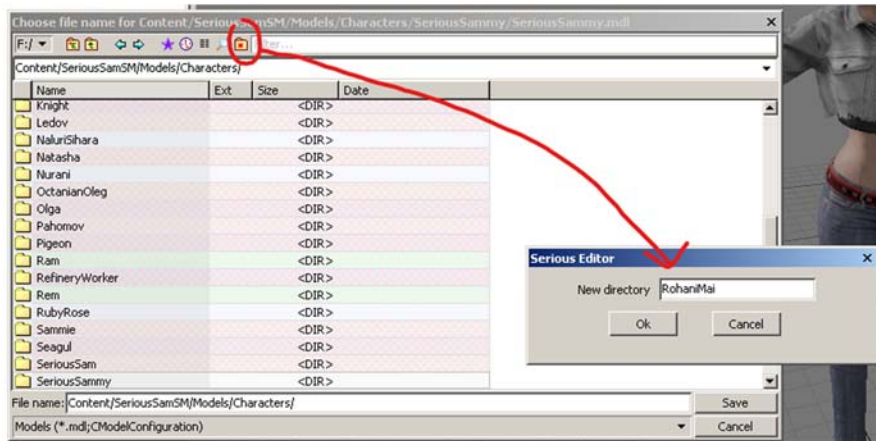 Choose file name for Content/SeriousSamSM/Models/Characters/SeriousSammy/SeriousSammy.mdl
F:/
Filter...
Content/SeriousSamSM/Models/Characters/
Name Ext Size Date
Knight <DIR>
Ledov <DIR>
NaluriSihara <DIR>
Natasha <DIR>
Nurani <DIR>
OctanianOleg <DIR>
Olga <DIR>
Pahomov <DIR>
Pigeon <DIR>
Ram <DIR>
RefineryWorker <DIR>
Rem <DIR>
RubyRose <DIR>
Sammie <DIR>
Seagul <DIR>
SeriousSam <DIR>
SeriousSammy <DIR>
File name: Content/SeriousSamSM/Models/Characters/ Save
Models (*.mdl;CModelConfiguration) Cancel
Serious Editor
New directory RohaniMai
Ok Cancel